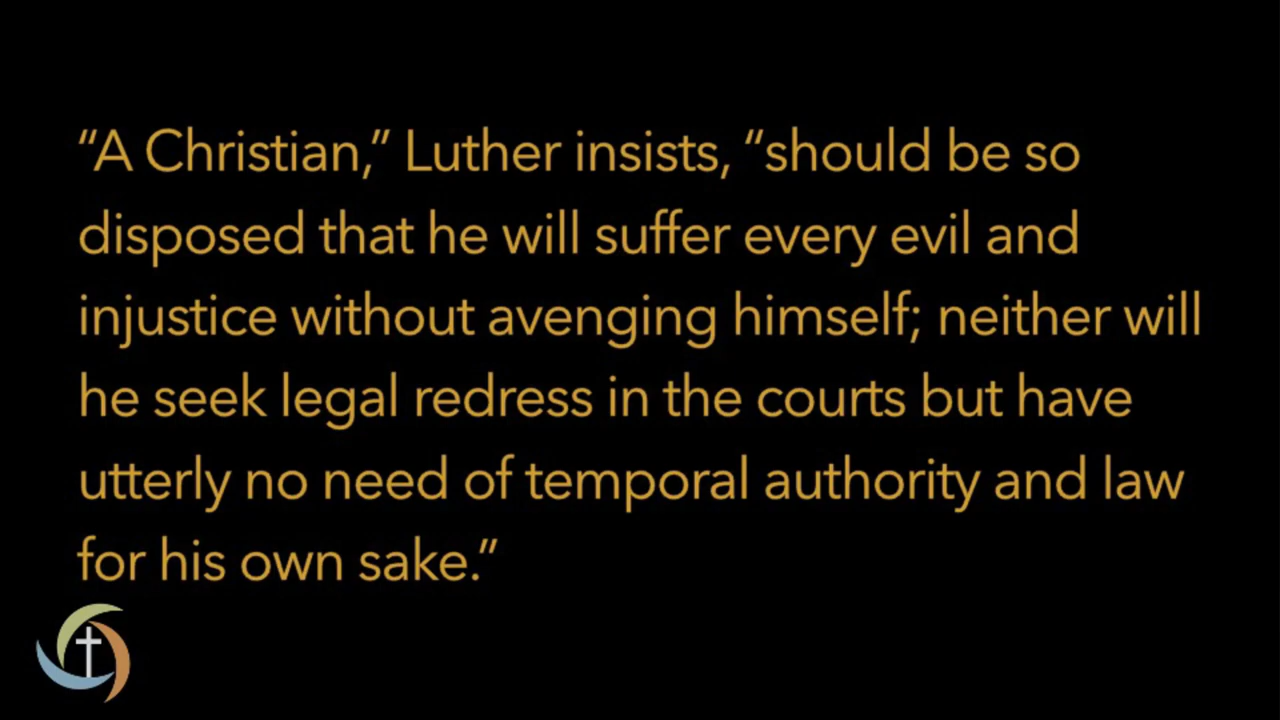 “A Christian,” Luther insists, “should be so
disposed that he will suffer every evil and
injustice without avenging himself; neither will
he seek legal redress in the courts but have
utterly no need of temporal authority and law
for his own sake.”